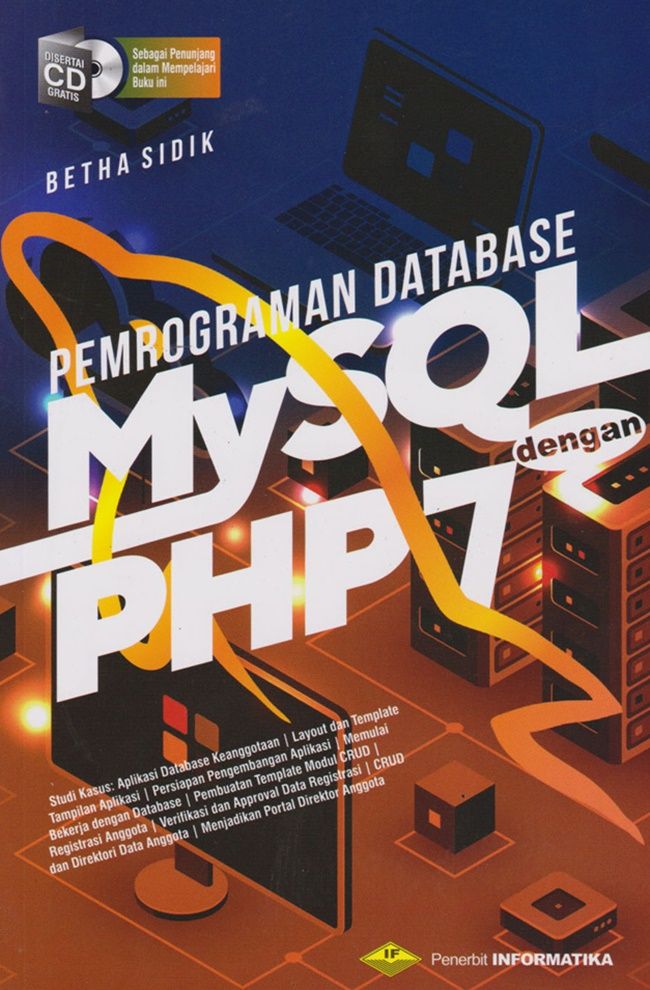 DISERTAI
CD
GRATIS
Sebagai Penunjang
dalam Mempelajari
Buku ini
BETHA SIDIK
PEMROGRAMAN DATABASE
MySQL
dengan
PHP 7
Studi Kasus: Aplikasi Database Keanggotaan | Layout dan Template
Tampilan Aplikasi | Persiapan Pengembangan Aplikasi | Memulai
Bekerja dengan Database | Pembuatan Template Modul CRUD |
Registrasi Anggota | Verifikasi dan Approval Data Registrasi | CRUD
dan Direktori Data Anggota | Menjadikan Portal Direktor Anggota
IF
Penerbit INFORMATIKA